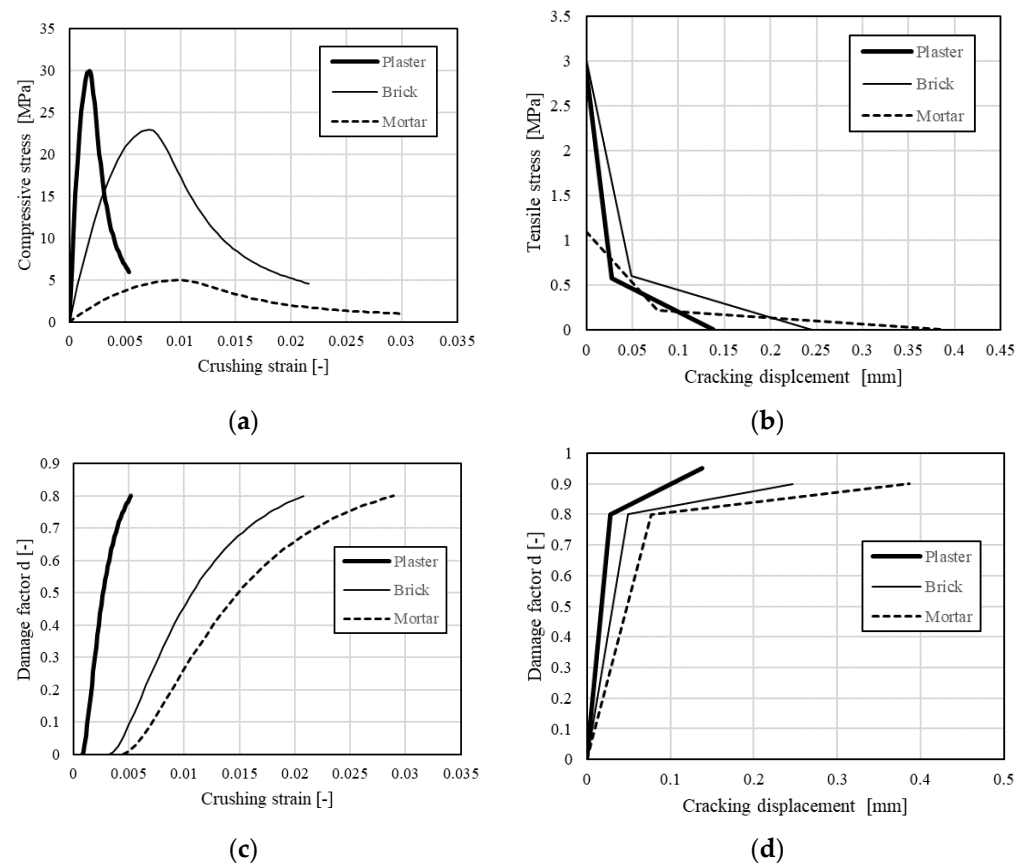 35
30
25
20
15
10
5
0
Compressive stress [MPa]
0 0.005 0.01 0.015 0.02 0.025 0.03 0.035
Crushing strain [-]
Plaster
Brick
Mortar
(a)
3.5
3
2.5
2
1.5
1
0.5
0
Tensile stress [MPa]
0 0.05 0.1 0.15 0.2 0.25 0.3 0.35 0.4 0.45
Cracking displcement [mm]
Plaster
Brick
Mortar
(b)
0.9
0.8
0.7
0.6
0.5
0.4
0.3
0.2
0.1
0
Damage factor d [-]
0 0.005 0.01 0.015 0.02 0.025 0.03 0.035
Crushing strain [-]
Plaster
Brick
Mortar
(c)
1
0.9
0.8
0.7
0.6
0.5
0.4
0.3
0.2
0.1
0
Damage factor d [-]
0 0.1 0.2 0.3 0.4 0.5
Cracking displacement [mm]
Plaster
Brick
Mortar
(d)